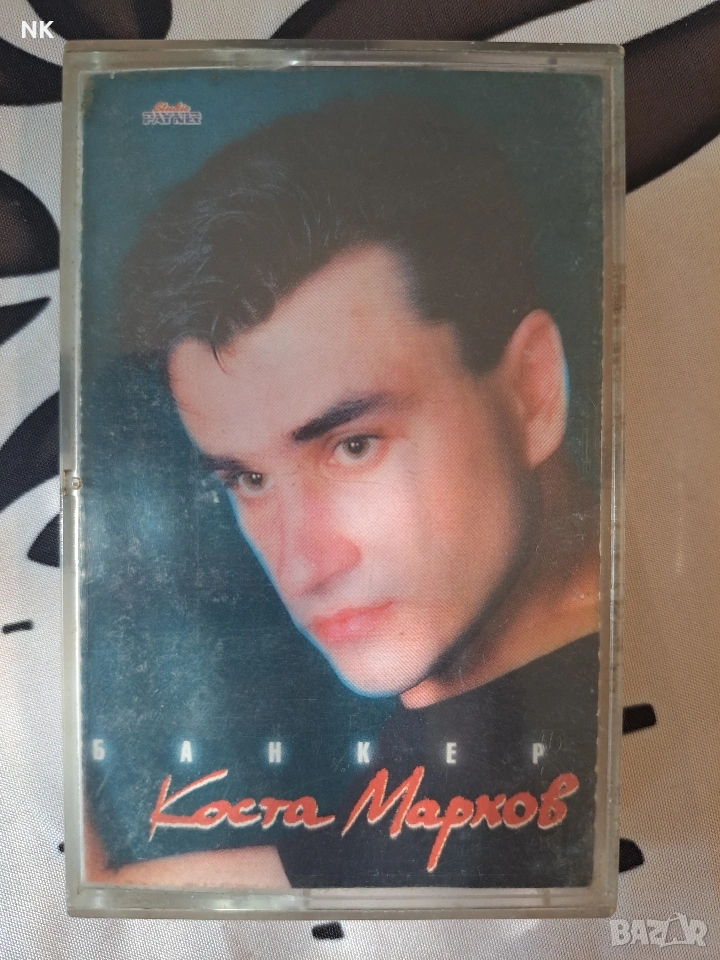 NK
Studio
PAYNER
БАНКЕР
Коста Марков
BAZAR